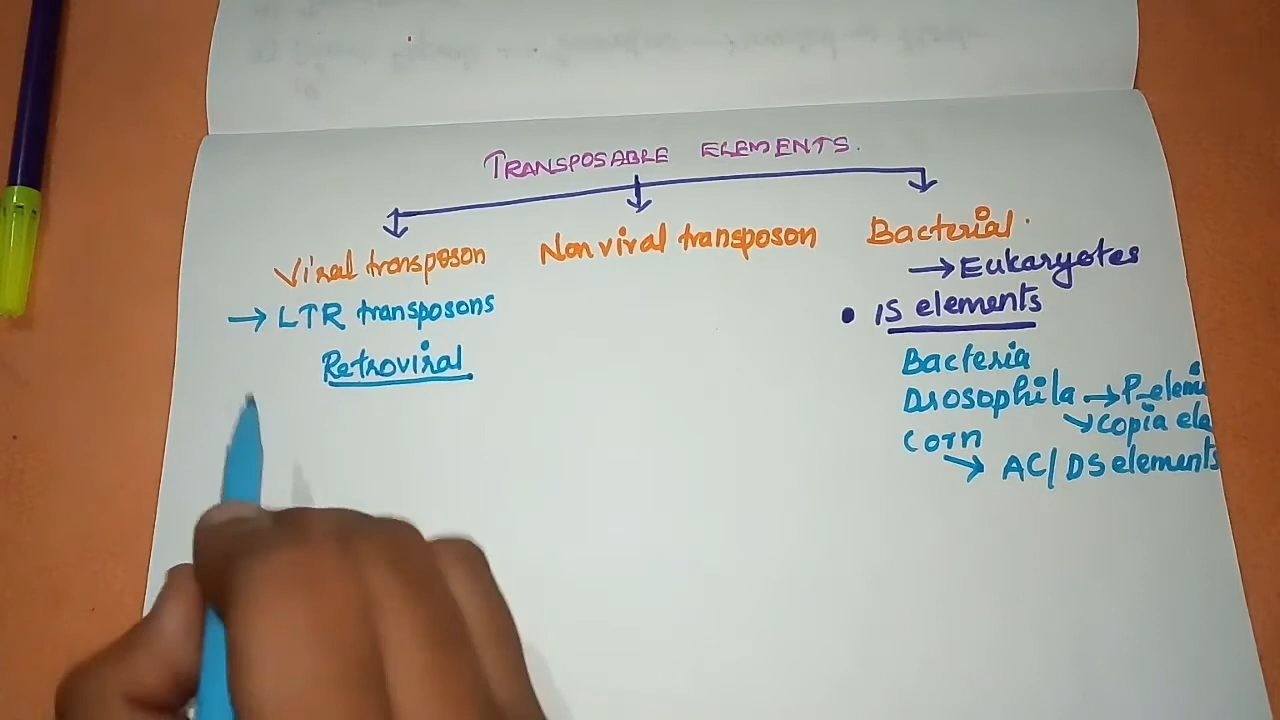 TRANSPOSABLE ELEMENTS.
Viral transposon
→ LTR transposons
Retroviral
Non viral transposon
Bacterial.
→ Eukaryotes
• IS elements
Bacteria
Drosophila → P-eleme
↘ Copia ele
Corn
→ AC/DS elements